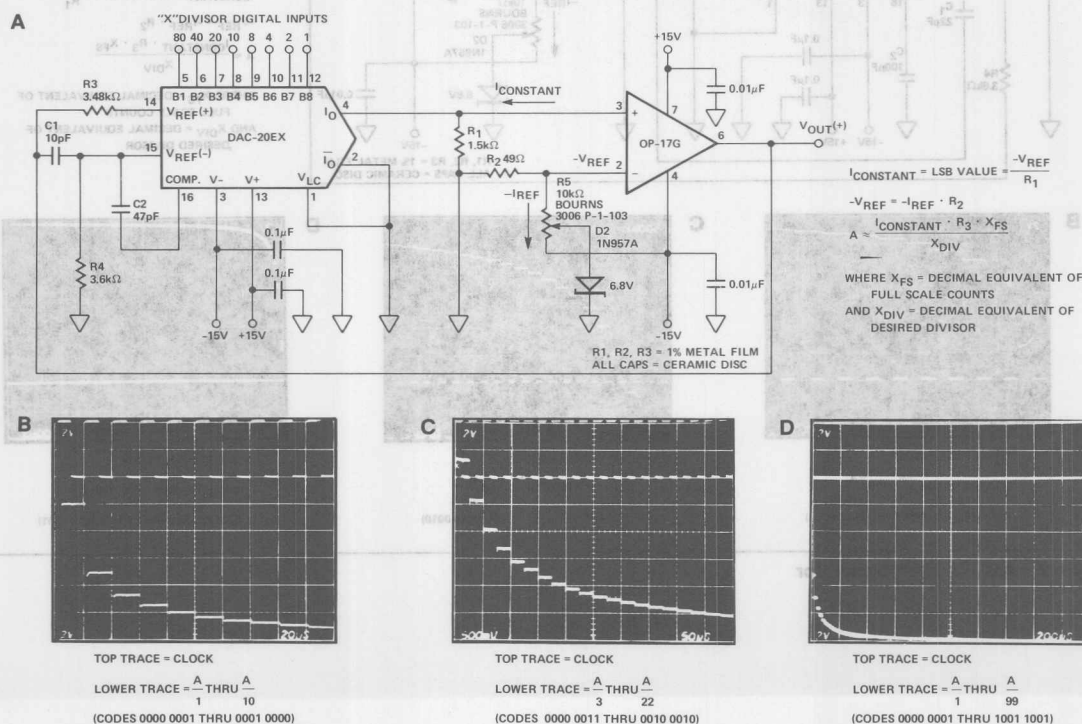 A
"X" DIVISOR DIGITAL INPUTS
80 40 20 10 8 4 2 1
5 6 7 8 9 10 11 12
B1 B2 B3 B4 B5 B6 B7 B8
R3
3.48kΩ
14
VREF(+)
C1
10pF
15
VREF(-)
DAC-20EX
IO
4
IO
2
COMP. V- V+ VLC
16 3 13 1
C2
47pF
R4
3.6kΩ
0.1μF
0.1μF
-15V +15V
ICONSTANT
R1
1.5kΩ
R2 49Ω
-VREF
-IREF
R5
10kΩ
BOURNS
3006 P-1-103
D2
1N957A
6.8V
+15V
0.01μF
3
+
7
OP-17G
6
2
−
4
VOUT(+)
0.01μF
-15V
R1, R2, R3 = 1% METAL FILM
ALL CAPS = CERAMIC DISC
ICONSTANT = LSB VALUE = -VREF / R1
-VREF = -IREF · R2
A = ICONSTANT · R3 · XFS / XDIV
WHERE XFS = DECIMAL EQUIVALENT OF
FULL SCALE COUNTS
AND XDIV = DECIMAL EQUIVALENT OF
DESIRED DIVISOR
B
2V
2V 20μS
TOP TRACE = CLOCK
LOWER TRACE = A/1 THRU A/10
(CODES 0000 0001 THRU 0001 0000)
C
2V
500mV 50μS
TOP TRACE = CLOCK
LOWER TRACE = A/3 THRU A/22
(CODES 0000 0011 THRU 0010 0010)
D
2V
2V 200μS
TOP TRACE = CLOCK
LOWER TRACE = A/1 THRU A/99
(CODES 0000 0001 THRU 1001 1001)